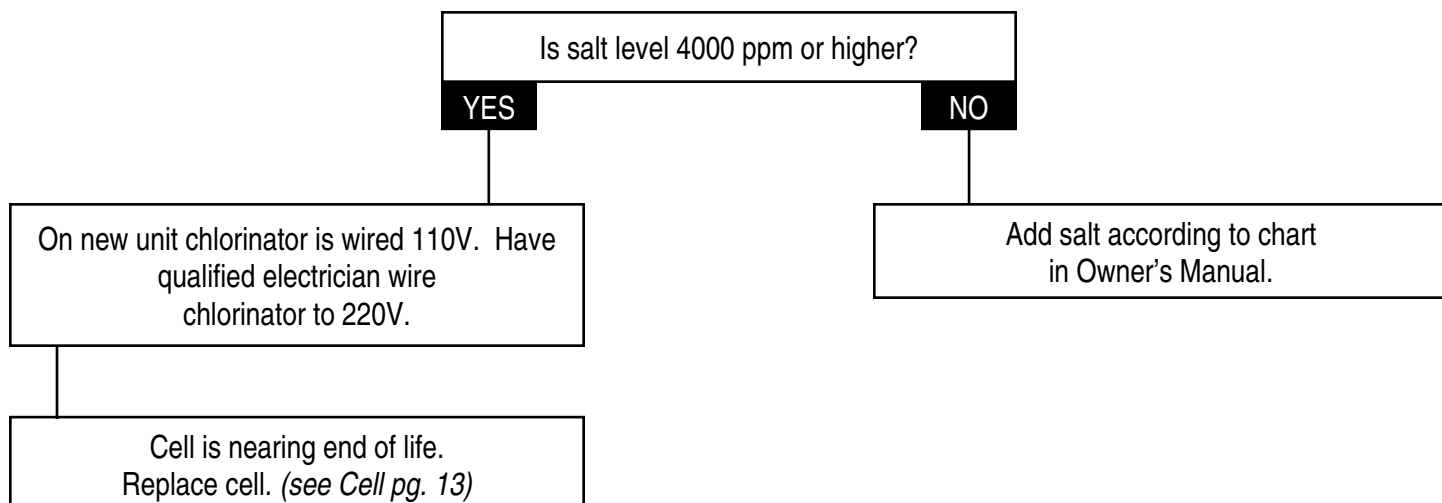 Is salt level 4000 ppm or higher?
YES
NO
On new unit chlorinator is wired 110V.  Have
qualified electrician wire
chlorinator to 220V.
Add salt according to chart
in Owner's Manual.
Cell is nearing end of life.
Replace cell. (see Cell pg. 13)